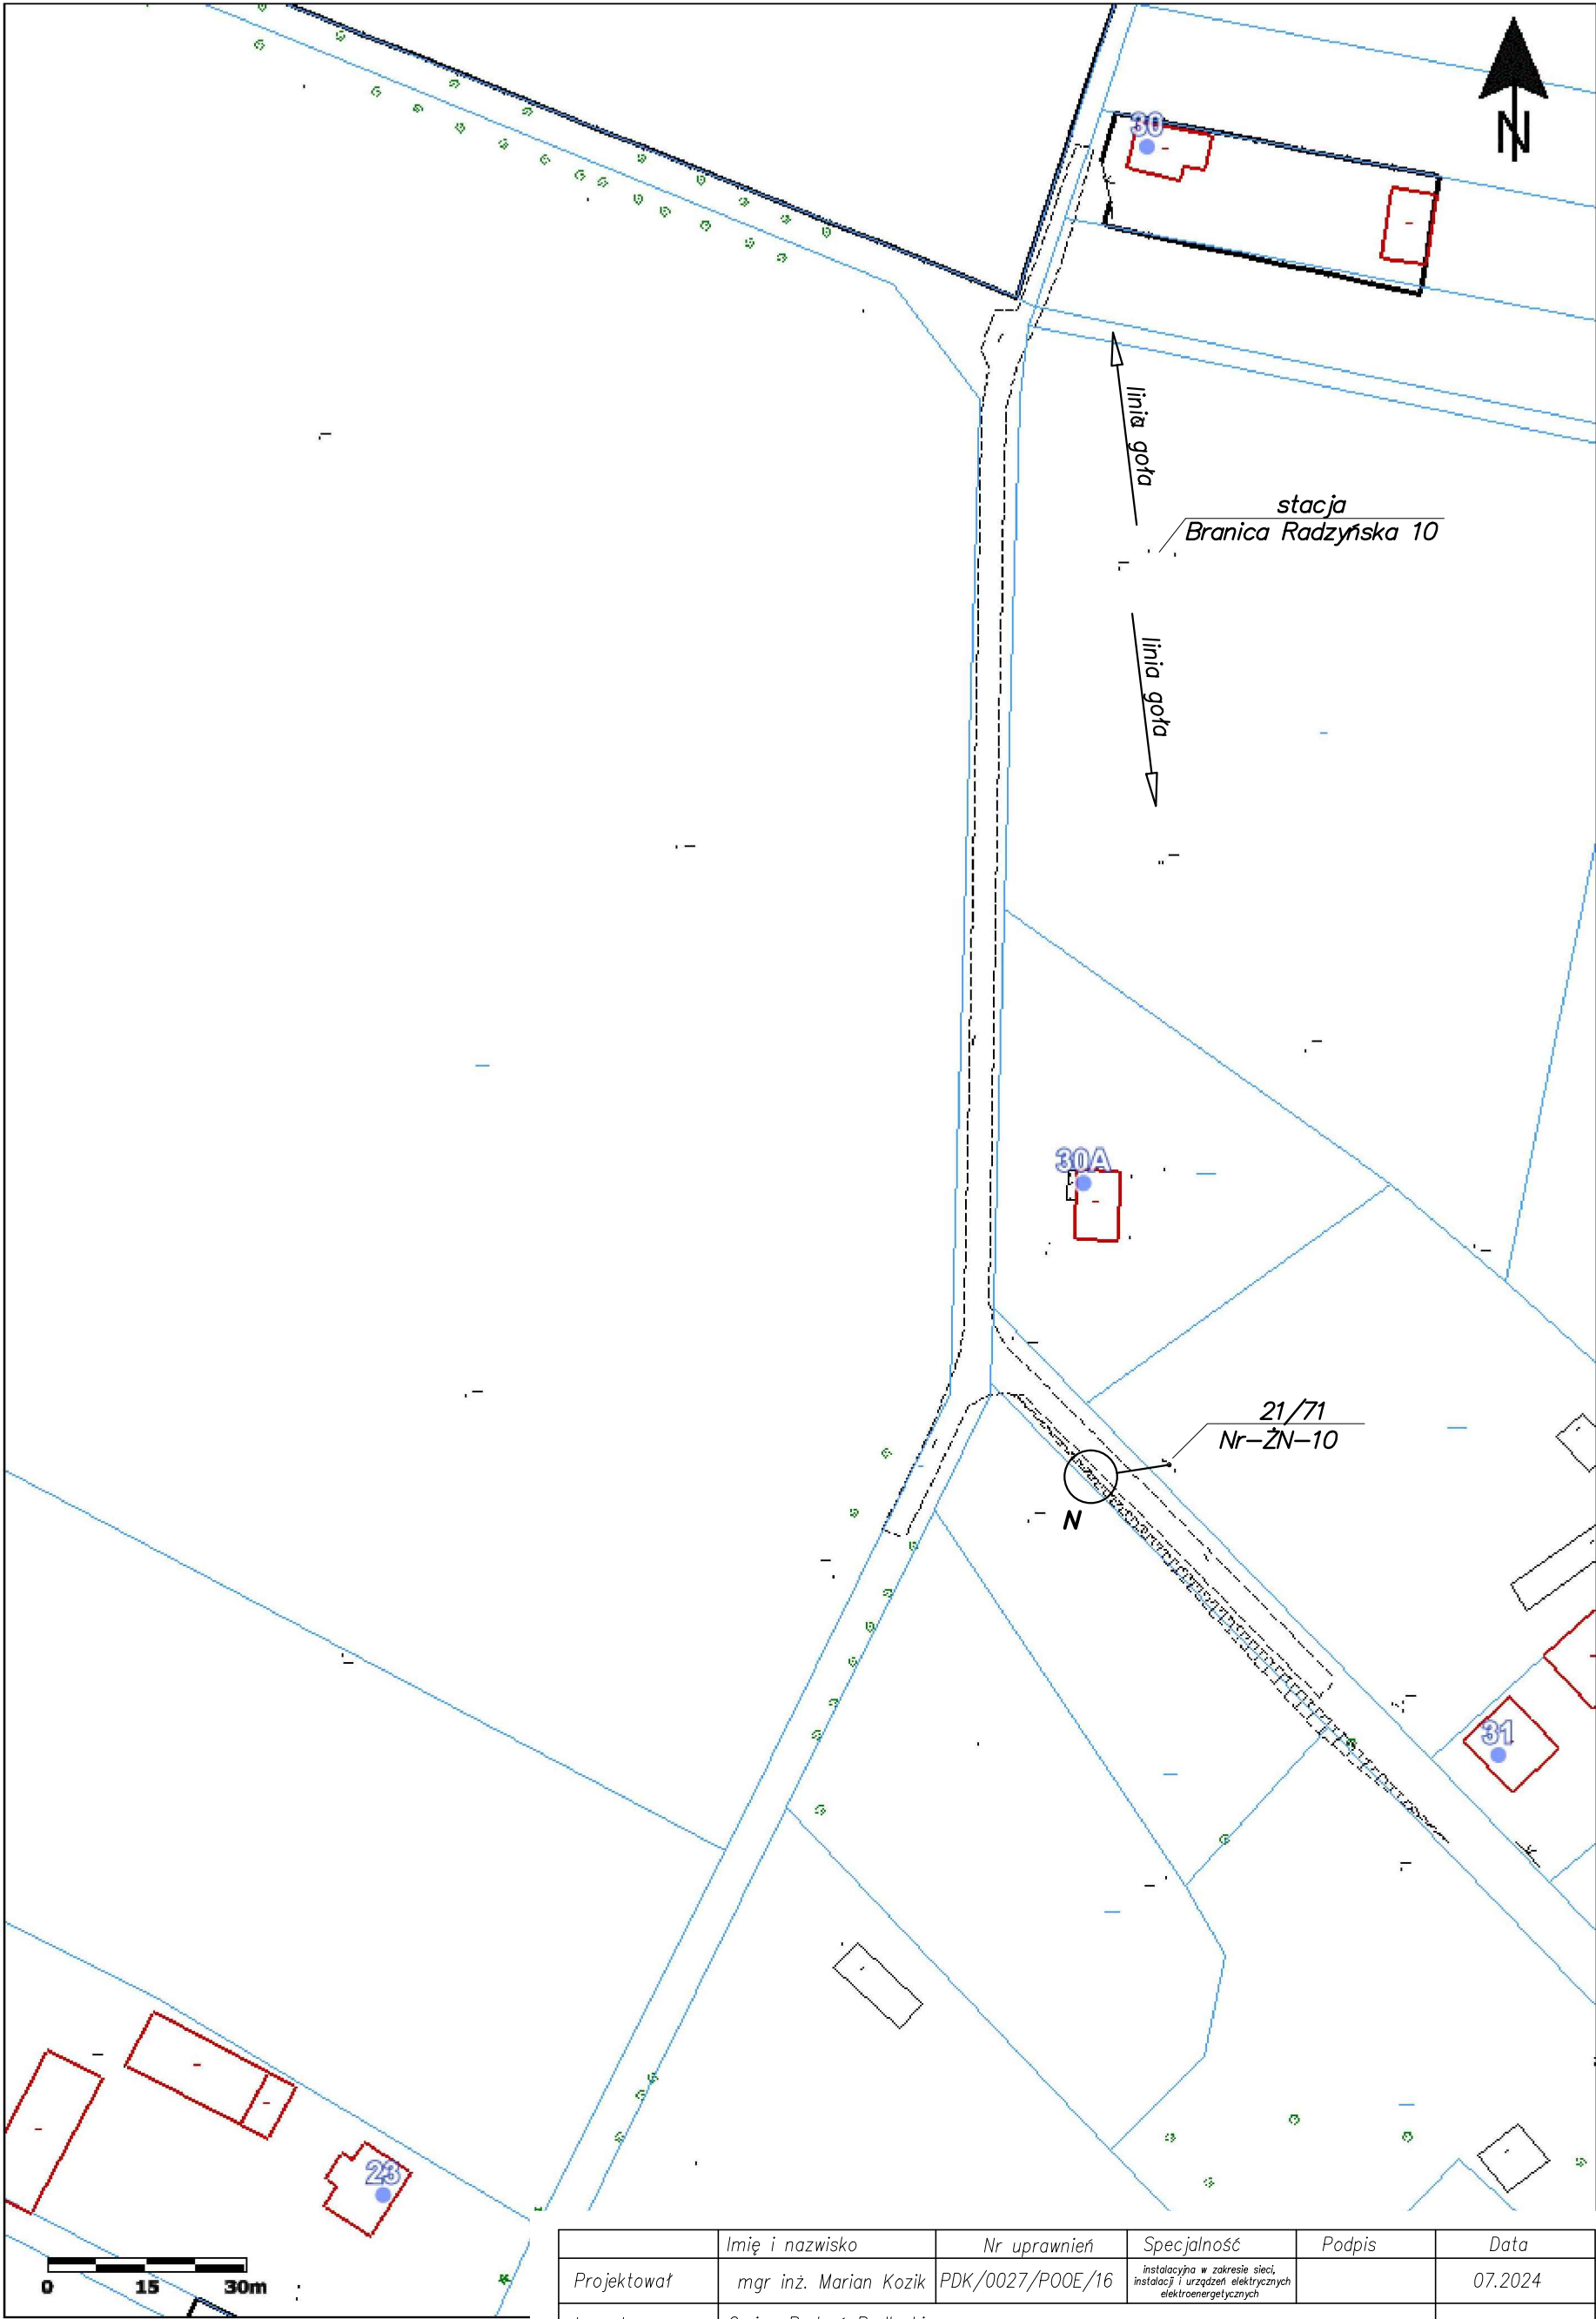 N
30
linia goła
stacja
Branica Radzyńska 10
linia goła
30A
21/71
Nr-ŻN-10
N
31
23
0 15 30m
Imię i nazwisko Nr uprawnień Specjalność Podpis Data
Projektował mgr inż. Marian Kozik PDK/0027/POOE/16 instalacyjna w zakresie sieci, 07.2024
instalacji i urządzeń elektrycznych
elektroenergetycznych